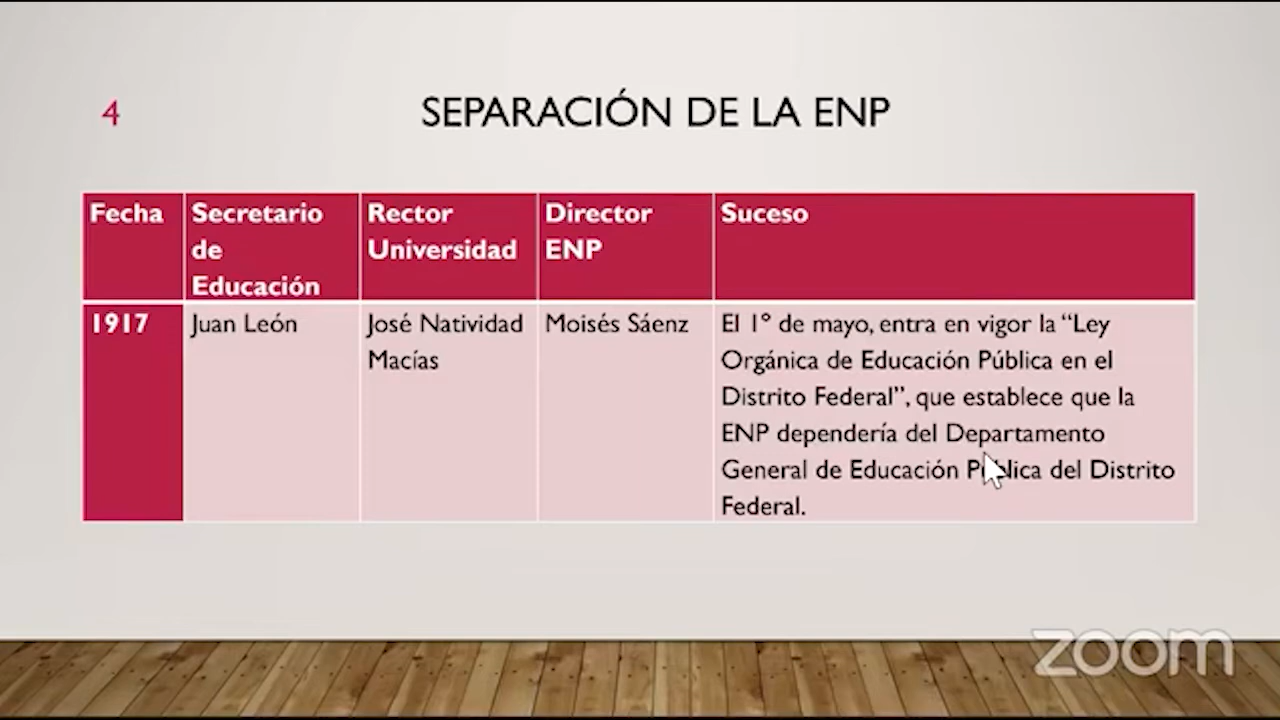 4
SEPARACIÓN DE LA ENP
Fecha
Secretario
de
Educación
Rector
Universidad
Director
ENP
Suceso
1917
Juan León
José Natividad
Macías
Moisés Sáenz
El 1º de mayo, entra en vigor la “Ley
Orgánica de Educación Pública en el
Distrito Federal”, que establece que la
ENP dependería del Departamento
General de Educación Pública del Distrito
Federal.
zoom